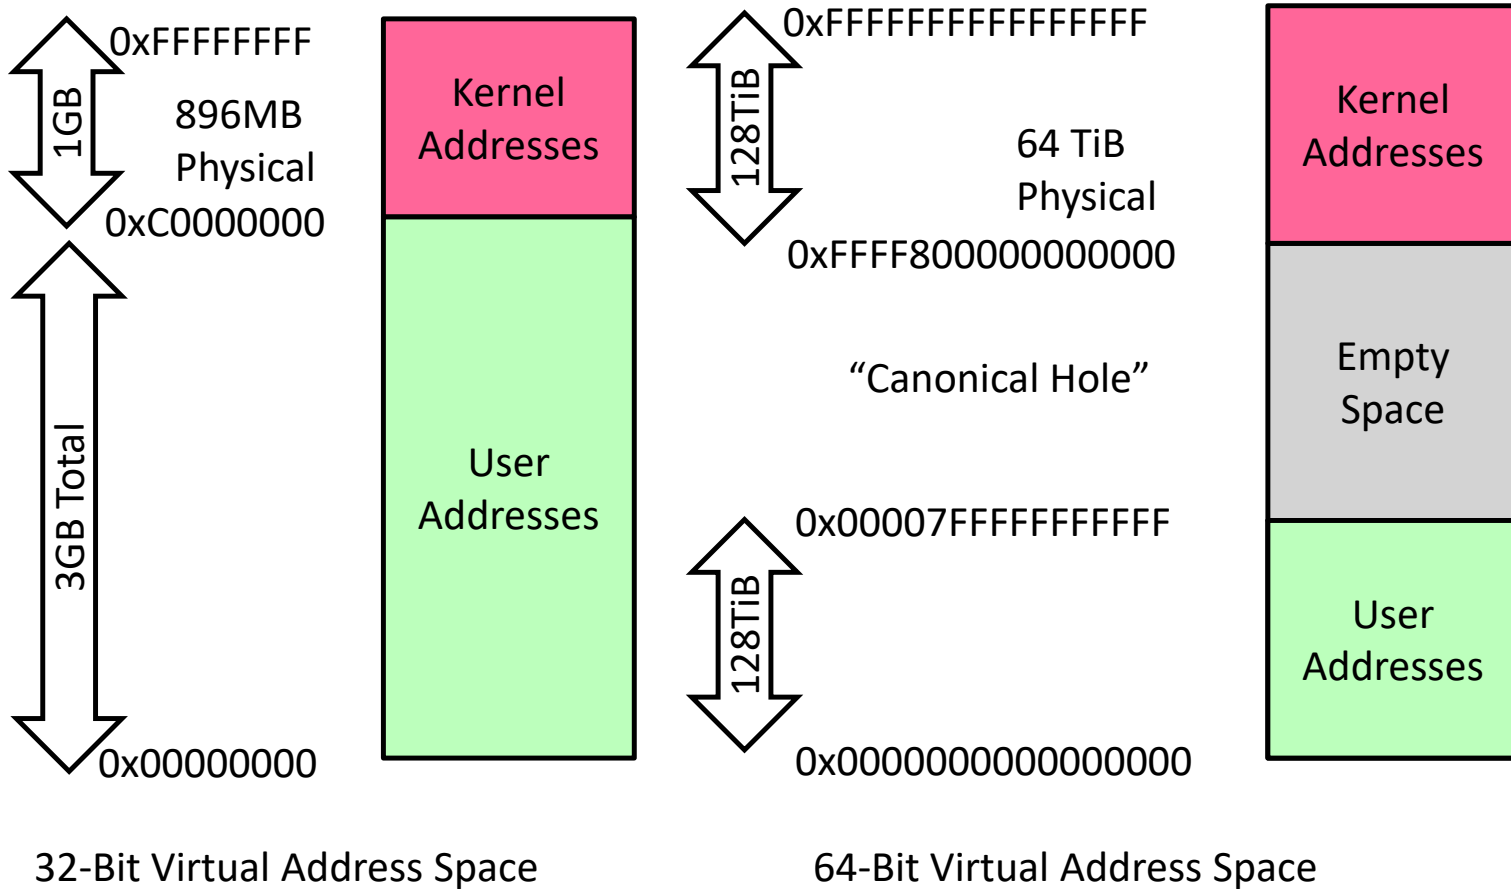 0xFFFFFFFF
1GB
896MB
Physical
0xC0000000
Kernel
Addresses
3GB Total
User
Addresses
0x00000000
32-Bit Virtual Address Space
0xFFFFFFFFFFFFFFFF
128TiB
64 TiB
Physical
0xFFFF800000000000
Kernel
Addresses
“Canonical Hole”
Empty
Space
0x00007FFFFFFFFFFF
128TiB
User
Addresses
0x0000000000000000
64-Bit Virtual Address Space